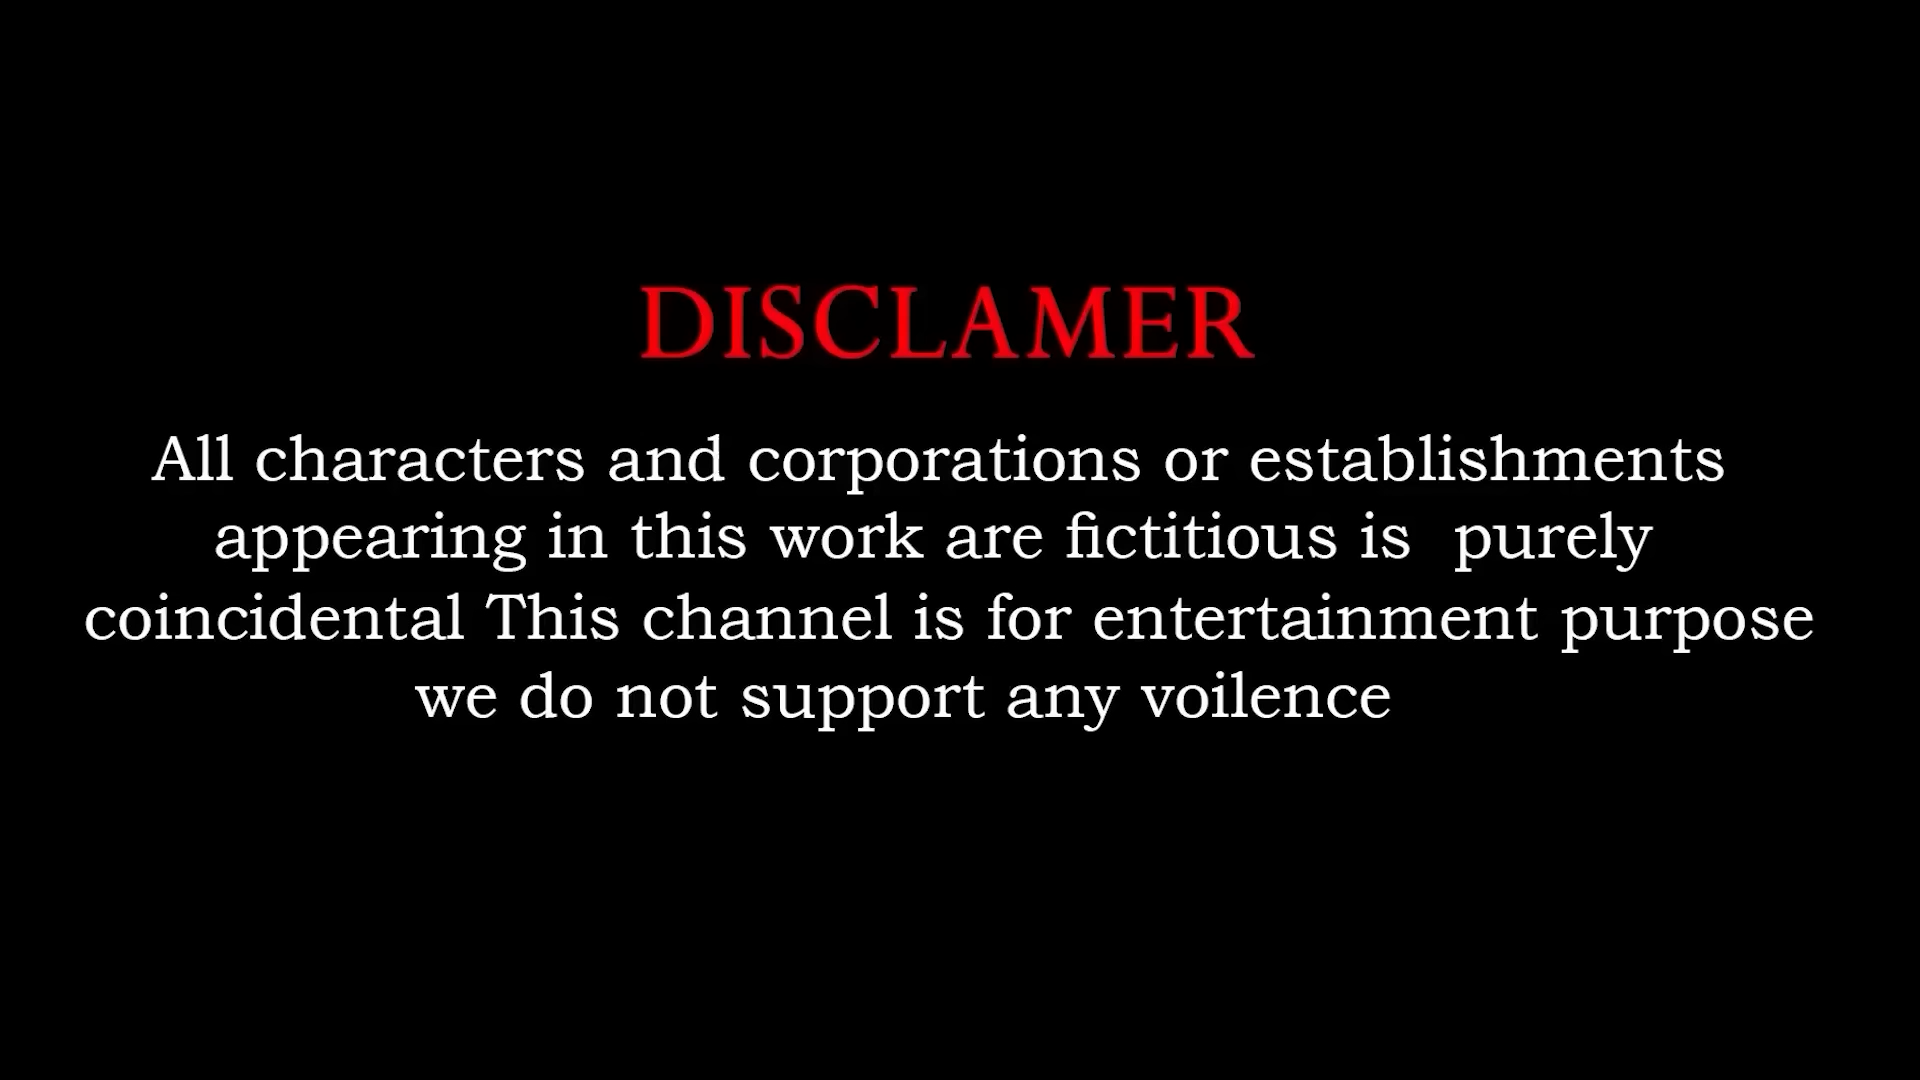 DISCLAMER
All characters and corporations or establishments
appearing in this work are fictitious is  purely
coincidental This channel is for entertainment purpose
we do not support any voilence